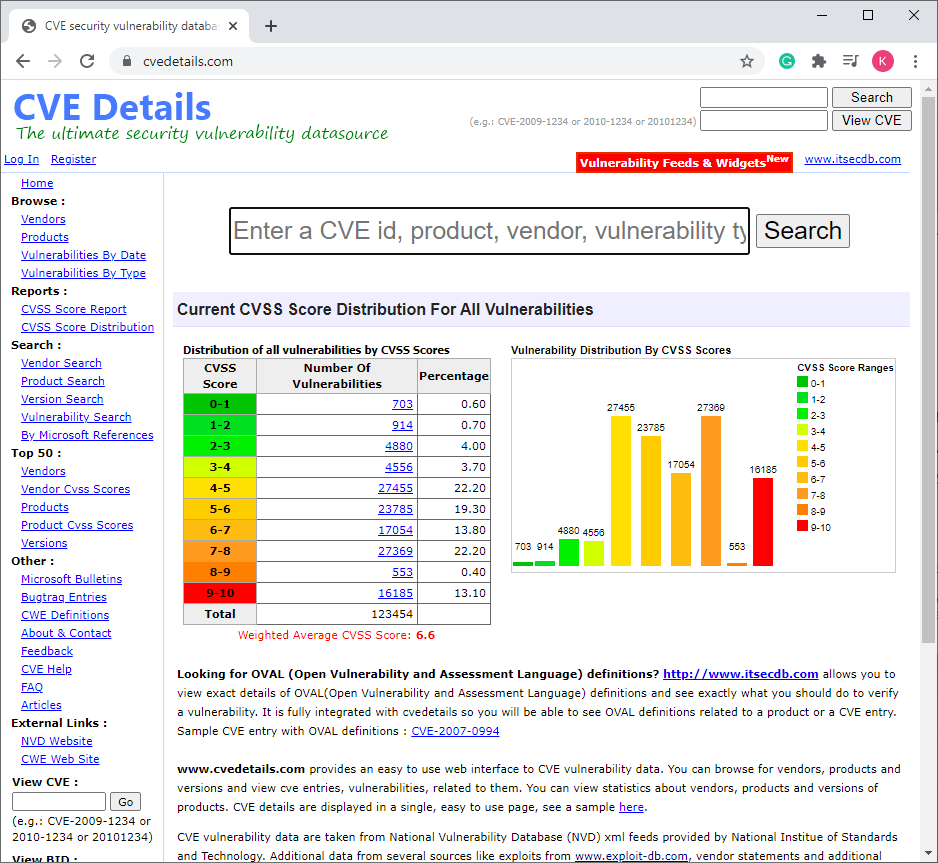 CVE security vulnerability databa
cvedetails.com
K
CVE Details
The ultimate security vulnerability datasource
Search
(e.g.: CVE-2009-1234 or 2010-1234 or 20101234)
View CVE
Log In Register
Vulnerability Feeds & WidgetsNew
www.itsecdb.com
Home
Browse :
Vendors
Products
Vulnerabilities By Date
Vulnerabilities By Type
Reports :
CVSS Score Report
CVSS Score Distribution
Search :
Vendor Search
Product Search
Version Search
Vulnerability Search
By Microsoft References
Top 50 :
Vendors
Vendor Cvss Scores
Products
Product Cvss Scores
Versions
Other :
Microsoft Bulletins
Bugtraq Entries
CWE Definitions
About & Contact
Feedback
CVE Help
FAQ
Articles
External Links :
NVD Website
CWE Web Site
View CVE :
Go
(e.g.: CVE-2009-1234 or
2010-1234 or 20101234)
View BID :
Enter a CVE id, product, vendor, vulnerability ty
Search
Current CVSS Score Distribution For All Vulnerabilities
Distribution of all vulnerabilities by CVSS Scores
CVSS Score Number Of Vulnerabilities Percentage
0-1 703 0.60
1-2 914 0.70
2-3 4880 4.00
3-4 4556 3.70
4-5 27455 22.20
5-6 23785 19.30
6-7 17054 13.80
7-8 27369 22.20
8-9 553 0.40
9-10 16185 13.10
Total 123454
Weighted Average CVSS Score: 6.6
Vulnerability Distribution By CVSS Scores
703 914 4880 4556 27455 23785 17054 27369 553 16185
CVSS Score Ranges
0-1
1-2
2-3
3-4
4-5
5-6
6-7
7-8
8-9
9-10
Looking for OVAL (Open Vulnerability and Assessment Language) definitions? http://www.itsecdb.com allows you to
view exact details of OVAL(Open Vulnerability and Assessment Language) definitions and see exactly what you should do to verify
a vulnerability. It is fully integrated with cvedetails so you will be able to see OVAL definitions related to a product or a CVE entry.
Sample CVE entry with OVAL definitions : CVE-2007-0994
www.cvedetails.com provides an easy to use web interface to CVE vulnerability data. You can browse for vendors, products and
versions and view cve entries, vulnerabilities, related to them. You can view statistics about vendors, products and versions of
products. CVE details are displayed in a single, easy to use page, see a sample here.
CVE vulnerability data are taken from National Vulnerability Database (NVD) xml feeds provided by National Institue of Standards
and Technology. Additional data from several sources like exploits from www.exploit-db.com, vendor statements and additional